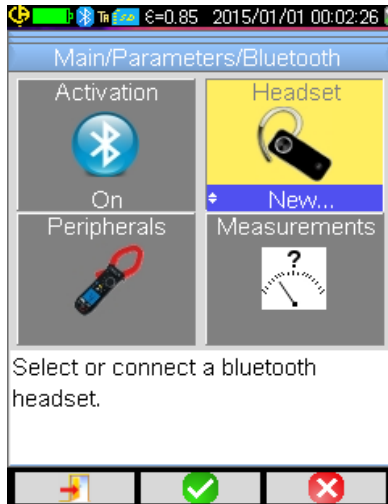 TR ε=0.85 2015/01/01 00:02:26
Main/Parameters/Bluetooth
Activation
On
Headset
New...
Peripherals
Measurements
?
Select or connect a bluetooth
headset.